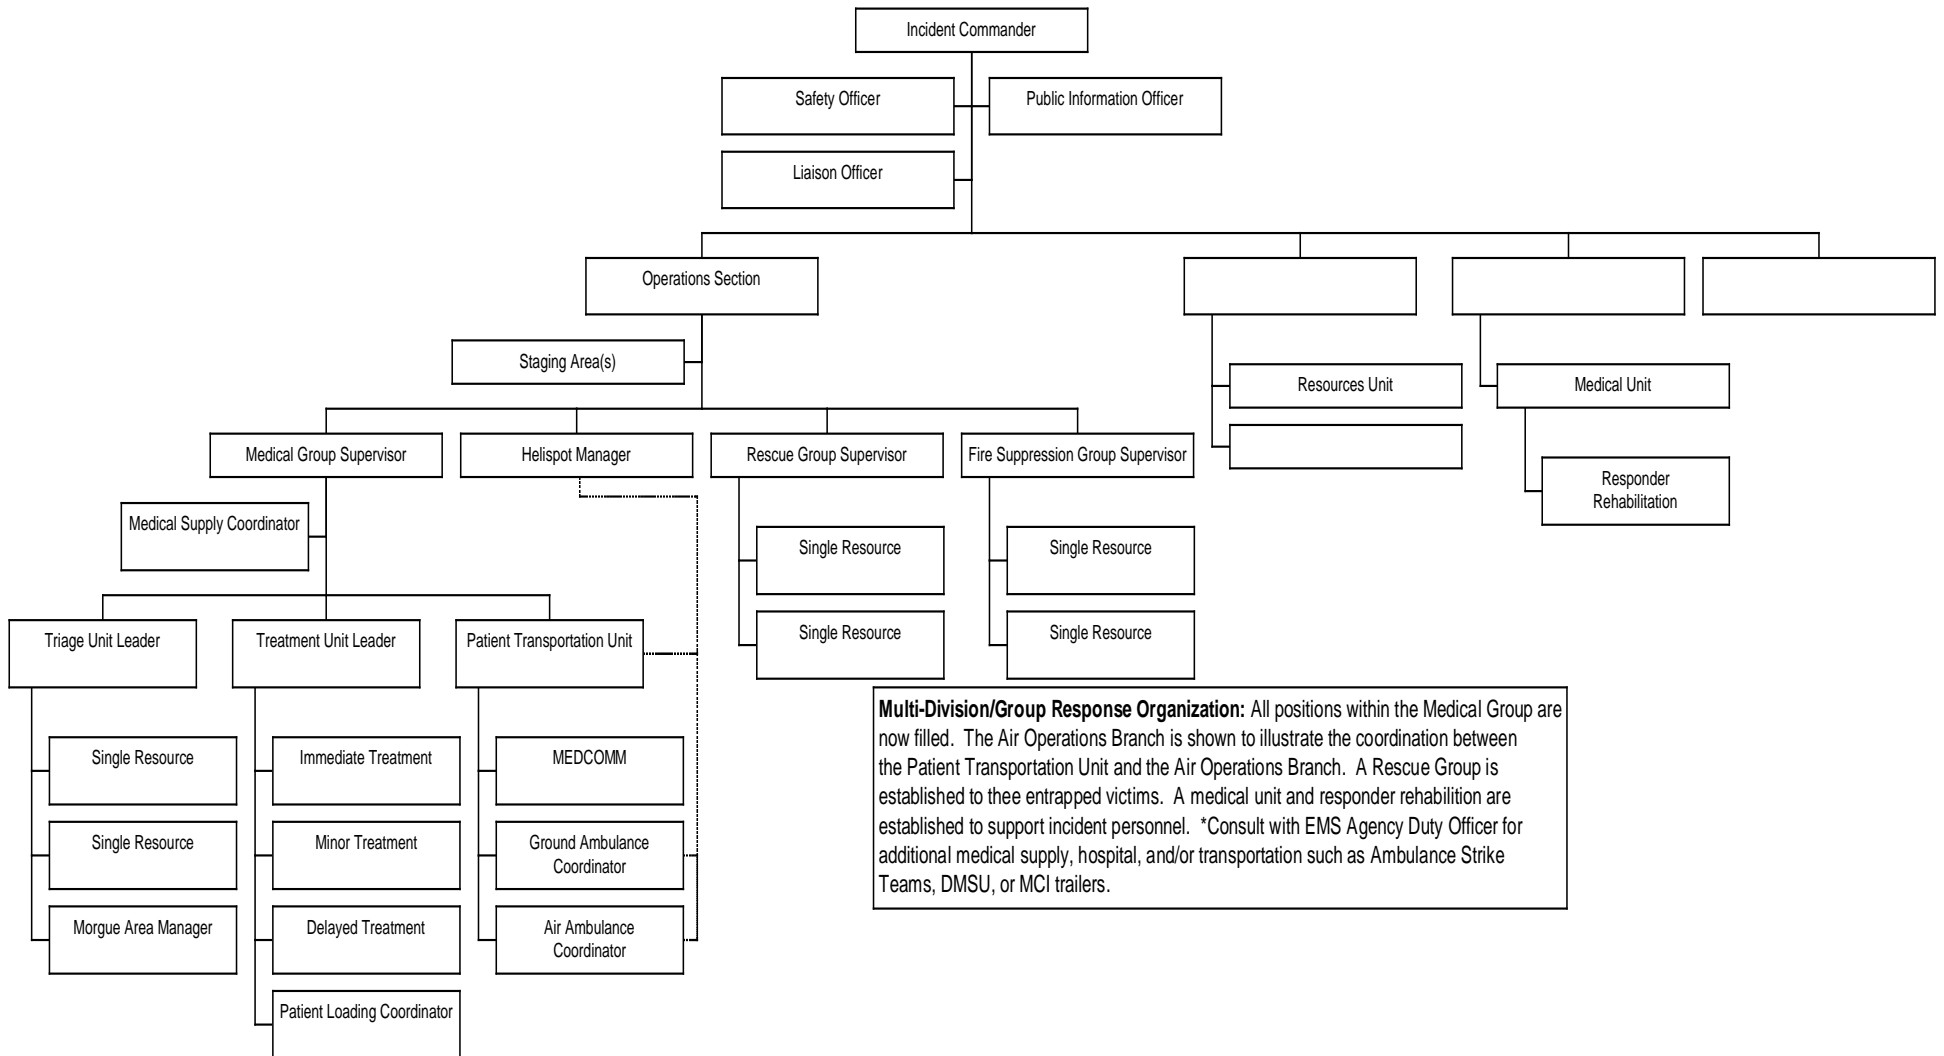 Incident Commander
Safety Officer
Public Information Officer
Liaison Officer
Operations Section
Staging Area(s)
Resources Unit
Medical Unit
Medical Group Supervisor
Helispot Manager
Rescue Group Supervisor
Fire Suppression Group Supervisor
Responder
Rehabilitation
Medical Supply Coordinator
Single Resource
Single Resource
Single Resource
Single Resource
Triage Unit Leader
Treatment Unit Leader
Patient Transportation Unit
Single Resource
Immediate Treatment
MEDCOMM
Single Resource
Minor Treatment
Ground Ambulance
Coordinator
Morgue Area Manager
Delayed Treatment
Air Ambulance
Coordinator
Patient Loading Coordinator
Multi-Division/Group Response Organization: All positions within the Medical Group are
now filled. The Air Operations Branch is shown to illustrate the coordination between
the Patient Transportation Unit and the Air Operations Branch. A Rescue Group is
established to thee entrapped victims. A medical unit and responder rehabilition are
established to support incident personnel. *Consult with EMS Agency Duty Officer for
additional medical supply, hospital, and/or transportation such as Ambulance Strike
Teams, DMSU, or MCI trailers.